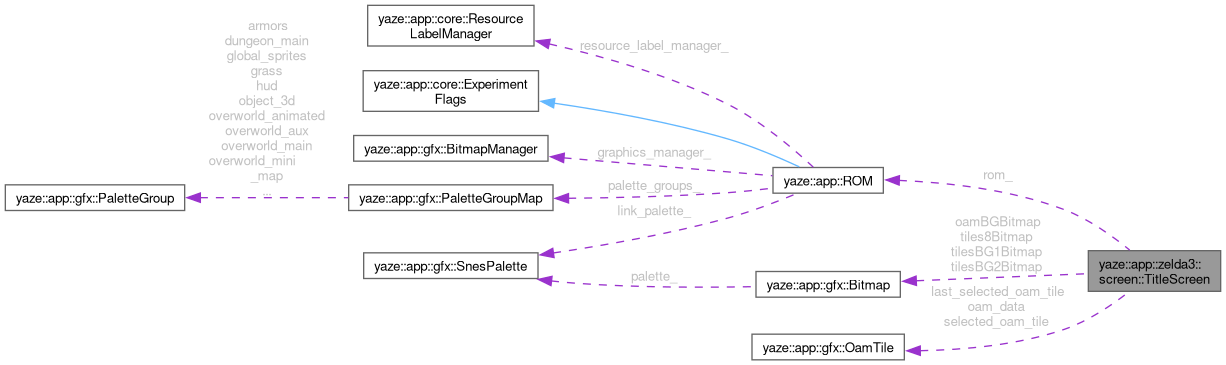 yaze::app::core::Resource
LabelManager
resource_label_manager_
armors
dungeon_main
global_sprites
grass
hud
object_3d
overworld_animated
overworld_aux
overworld_main
overworld_mini
_map
...
yaze::app::core::Experiment
Flags
yaze::app::gfx::BitmapManager
graphics_manager_
yaze::app::ROM
rom_
yaze::app::gfx::PaletteGroup
yaze::app::gfx::PaletteGroupMap
palette_groups_
link_palette_
oamBGBitmap
tiles8Bitmap
tilesBG1Bitmap
tilesBG2Bitmap
yaze::app::zelda3::
screen::TitleScreen
yaze::app::gfx::SnesPalette
palette_
yaze::app::gfx::Bitmap
last_selected_oam_tile
oam_data
selected_oam_tile
yaze::app::gfx::OamTile